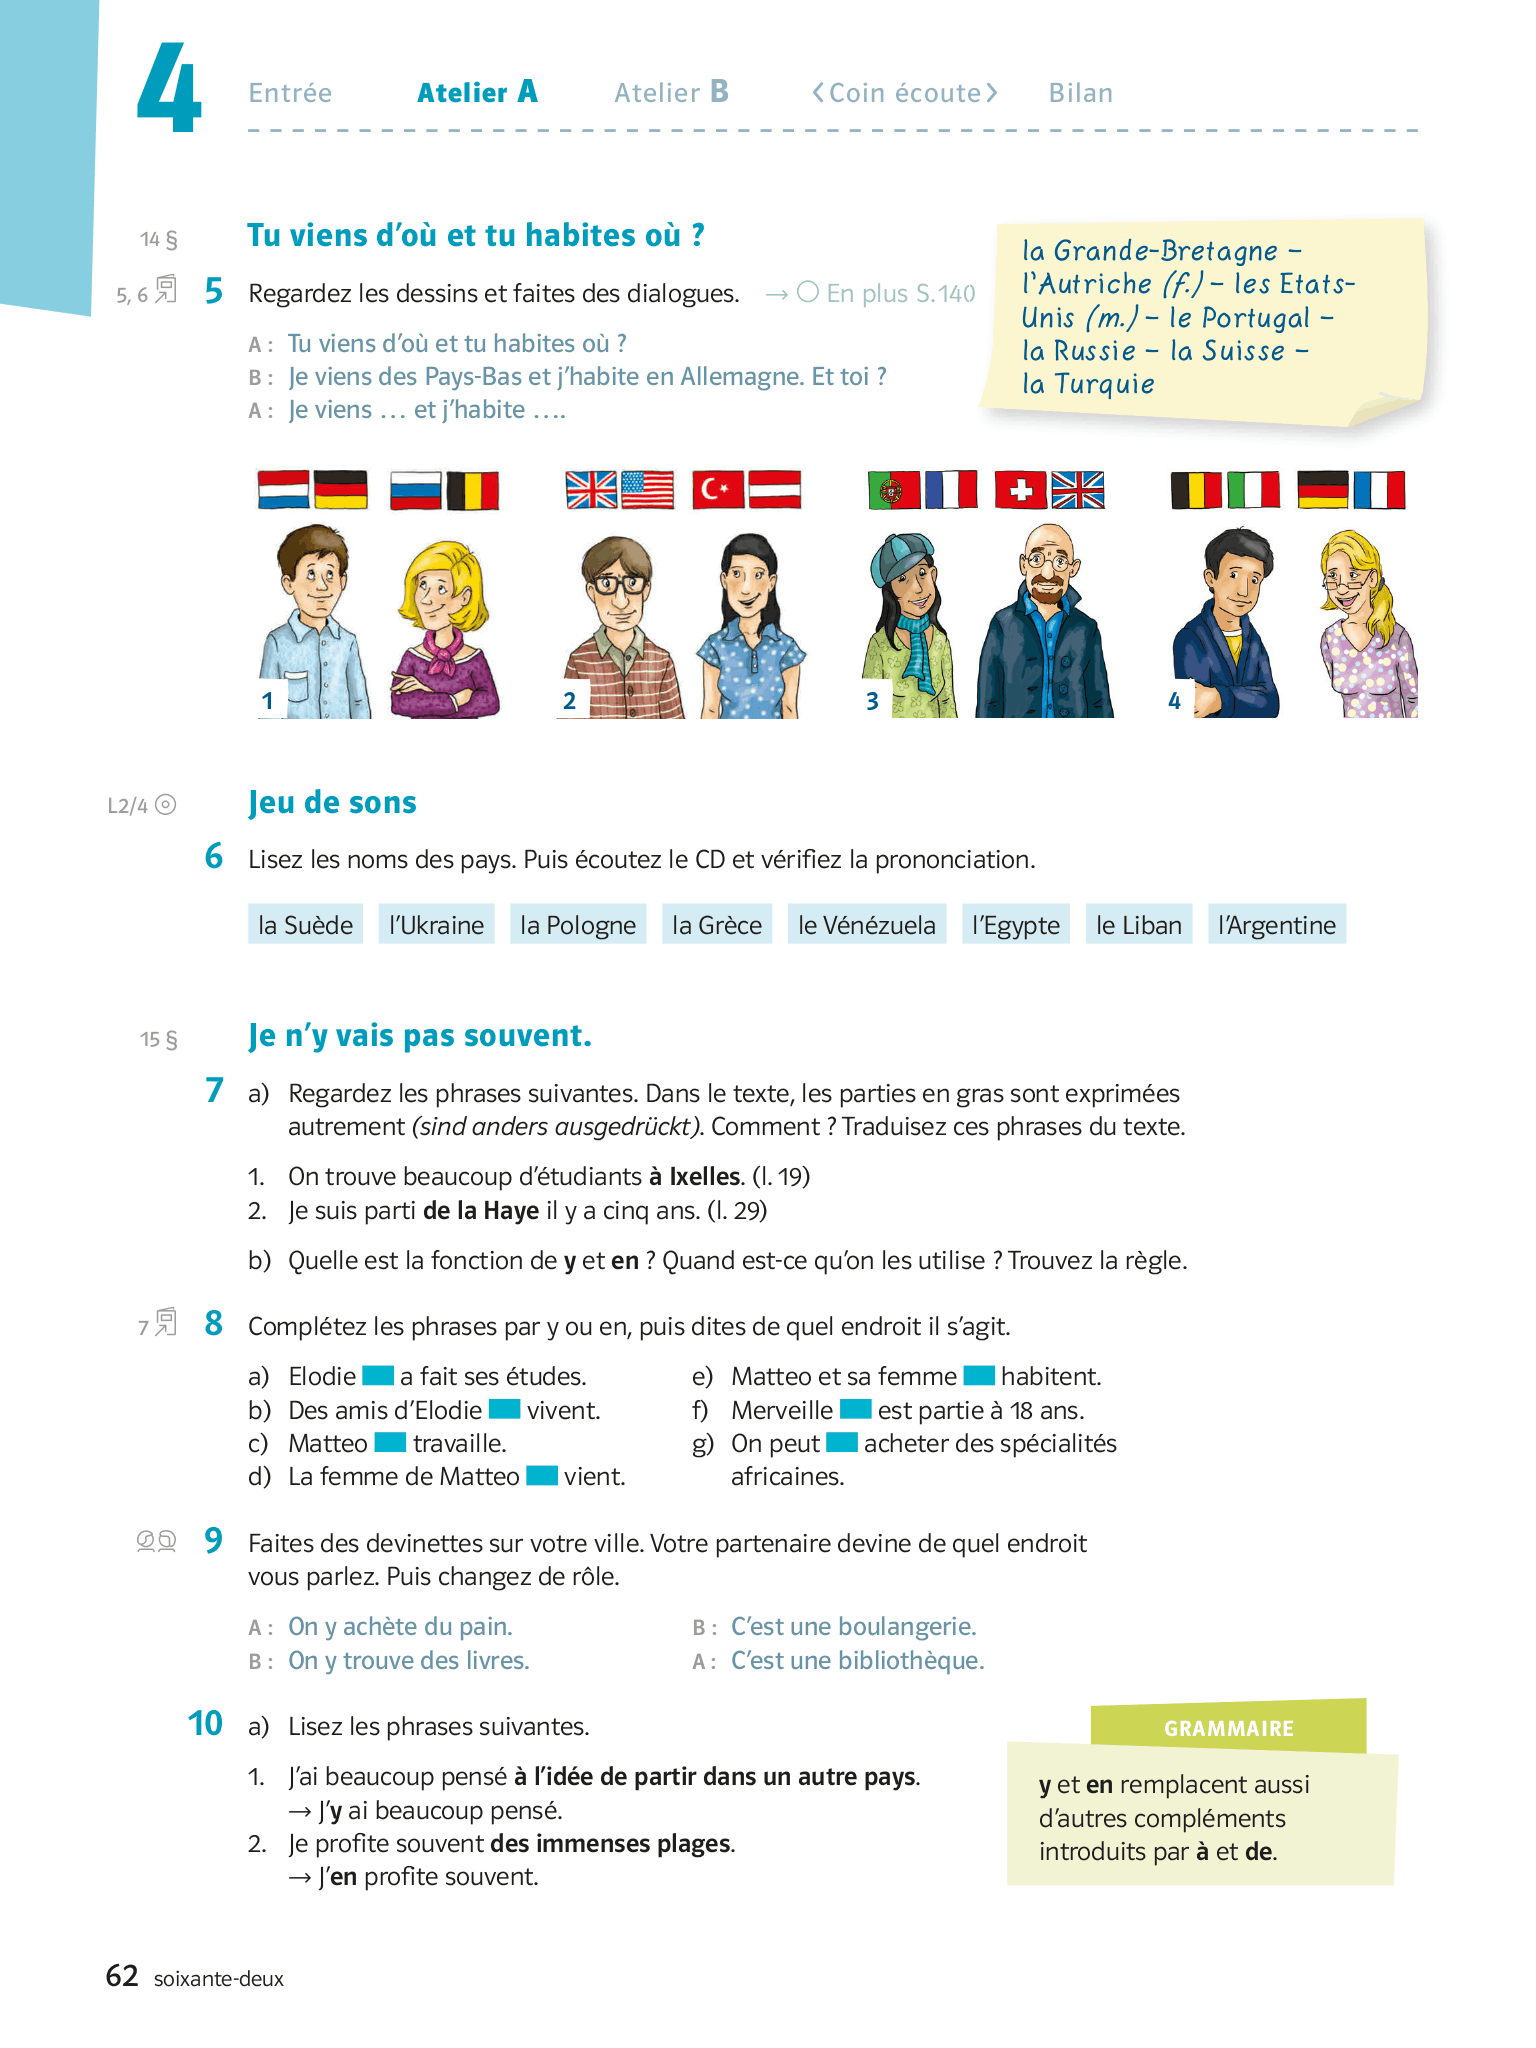 4
Entrée Atelier A Atelier B <Coin écoute> Bilan
14 § Tu viens d’où et tu habites où ?
5, 6 5 Regardez les dessins et faites des dialogues. → ○ En plus S.140
A : Tu viens d’où et tu habites où ?
B : Je viens des Pays-Bas et j’habite en Allemagne. Et toi ?
A : Je viens … et j’habite ….
la Grande-Bretagne –
l’Autriche (f.) – les Etats-
Unis (m.) – le Portugal –
la Russie – la Suisse –
la Turquie
1 2 3 4
L2/4 Jeu de sons
6 Lisez les noms des pays. Puis écoutez le CD et vérifiez la prononciation.
la Suède l’Ukraine la Pologne la Grèce le Vénézuela l’Egypte le Liban l’Argentine
15 § Je n’y vais pas souvent.
7 a) Regardez les phrases suivantes. Dans le texte, les parties en gras sont exprimées
autrement (sind anders ausgedrückt). Comment ? Traduisez ces phrases du texte.
1. On trouve beaucoup d’étudiants à Ixelles. (l. 19)
2. Je suis parti de la Haye il y a cinq ans. (l. 29)
b) Quelle est la fonction de y et en ? Quand est-ce qu’on les utilise ? Trouvez la règle.
7 8 Complétez les phrases par y ou en, puis dites de quel endroit il s’agit.
a) Elodie a fait ses études.
b) Des amis d’Elodie vivent.
c) Matteo travaille.
d) La femme de Matteo vient.
e) Matteo et sa femme habitent.
f) Merveille est partie à 18 ans.
g) On peut acheter des spécialités
africaines.
9 Faites des devinettes sur votre ville. Votre partenaire devine de quel endroit
vous parlez. Puis changez de rôle.
A : On y achète du pain. B : C’est une boulangerie.
B : On y trouve des livres. A : C’est une bibliothèque.
10 a) Lisez les phrases suivantes.
1. J’ai beaucoup pensé à l’idée de partir dans un autre pays.
→ J’y ai beaucoup pensé.
2. Je profite souvent des immenses plages.
→ J’en profite souvent.
GRAMMAIRE
y et en remplacent aussi
d’autres compléments
introduits par à et de.
62 soixante-deux